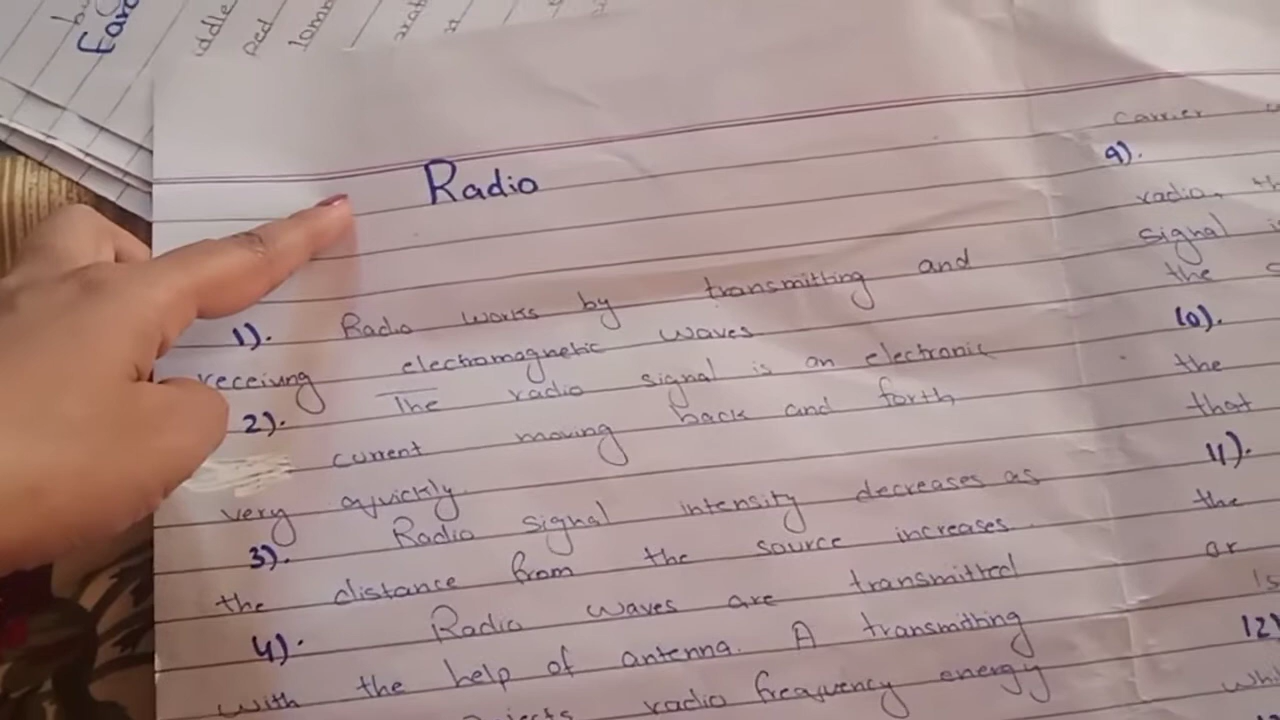 Radio
1). Radio works by transmitting and
receiving electromagnetic waves
2). The radio signal is an electronic
current moving back and forth
very quickly.
3). Radio signal intensity decreases as
the distance from the source increases.
4). Radio waves are transmitted
with the help of antenna. A transmitting
radio frequency energy
carrier
9).
radio, th
signal i
the
10).
the
that
11).
the
or
Is
12)
whi